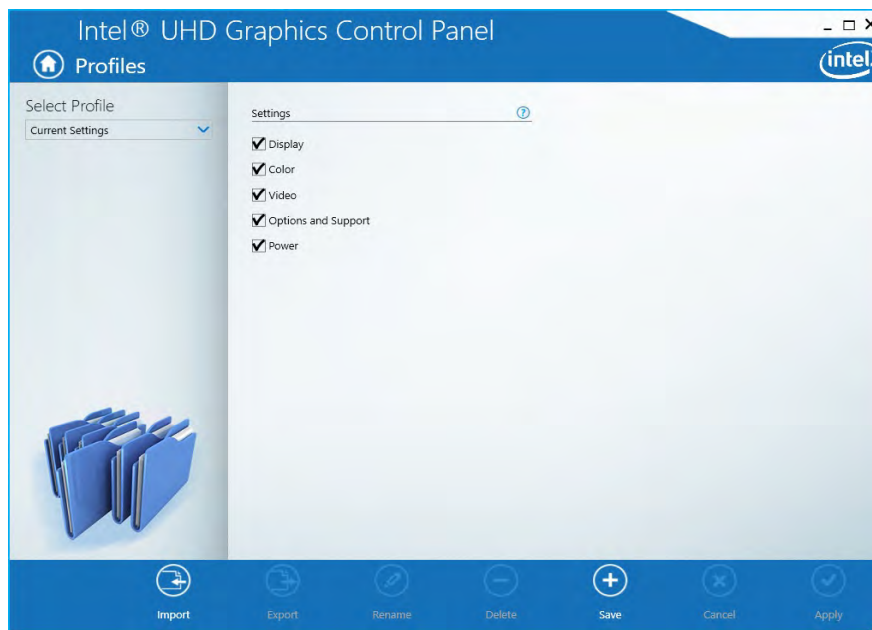 Intel® UHD Graphics Control Panel
Profiles
intel
Select Profile
Current Settings
Settings
?
Display
Color
Video
Options and Support
Power
Import
Export
Rename
Delete
Save
Cancel
Apply